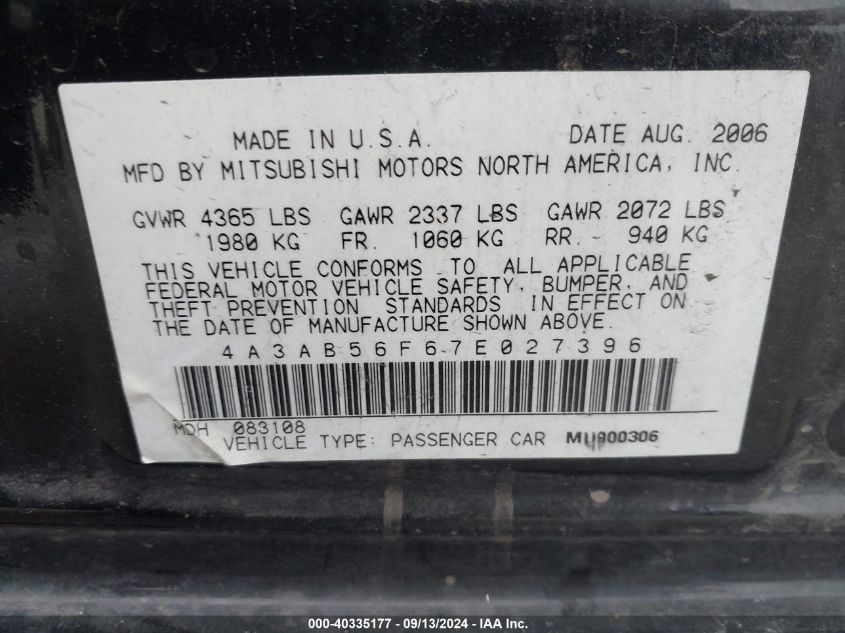 MADE IN U.S.A. DATE AUG. 2006
MFD BY MITSUBISHI MOTORS NORTH AMERICA, INC.
GVWR 4365 LBS GAWR 2337 LBS GAWR 2072 LBS
1980 KG FR. 1060 KG RR. 940 KG
THIS VEHICLE CONFORMS TO ALL APPLICABLE
FEDERAL MOTOR VEHICLE SAFETY, BUMPER, AND
THEFT PREVENTION STANDARDS IN EFFECT ON
THE DATE OF MANUFACTURE SHOWN ABOVE.
4A3AB56F67E027396
MDH 083108
VEHICLE TYPE: PASSENGER CAR MU900306
000-40335177 - 09/13/2024 - IAA Inc.